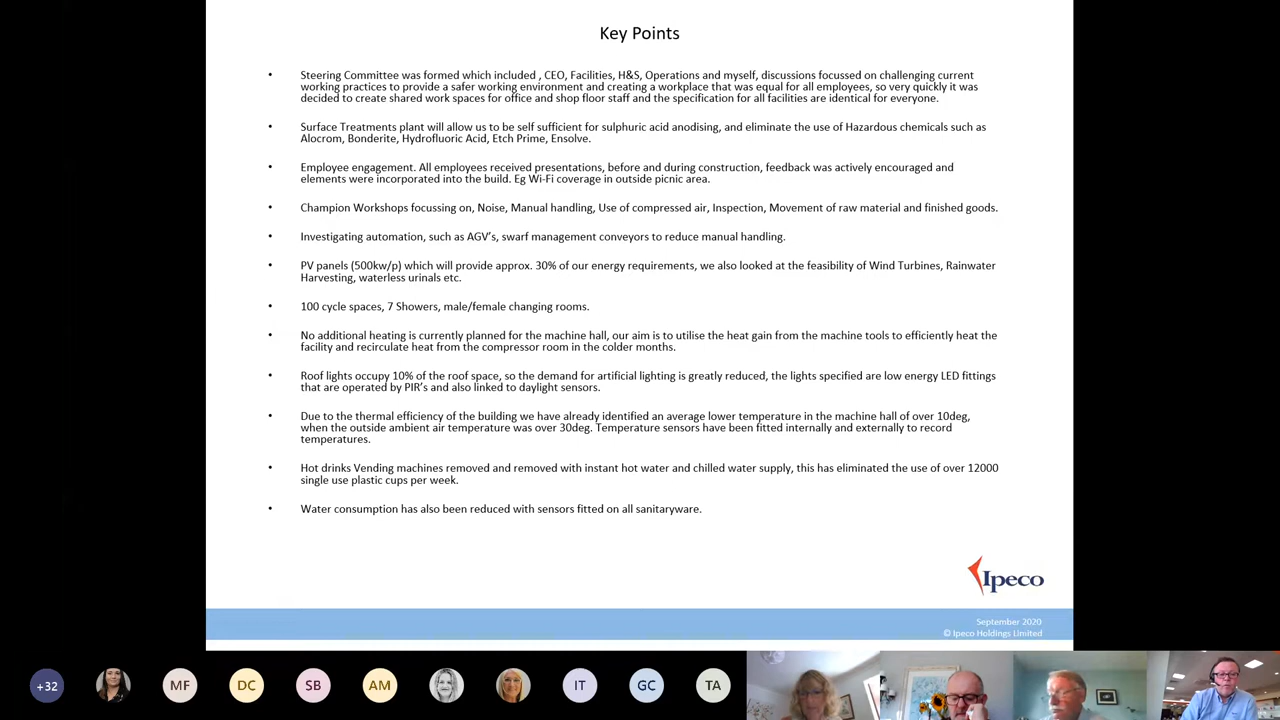 Key Points
• Steering Committee was formed which included , CEO, Facilities, H&S, Operations and myself, discussions focussed on challenging current
working practices to provide a safer working environment and creating a workplace that was equal for all employees, so very quickly it was
decided to create shared work spaces for office and shop floor staff and the specification for all facilities are identical for everyone.
• Surface Treatments plant will allow us to be self sufficient for sulphuric acid anodising, and eliminate the use of Hazardous chemicals such as
Alocrom, Bonderite, Hydrofluoric Acid, Etch Prime, Ensolve.
• Employee engagement. All employees received presentations, before and during construction, feedback was actively encouraged and
elements were incorporated into the build. Eg Wi-Fi coverage in outside picnic area.
• Champion Workshops focussing on, Noise, Manual handling, Use of compressed air, Inspection, Movement of raw material and finished goods.
• Investigating automation, such as AGV's, swarf management conveyors to reduce manual handling.
• PV panels (500kw/p) which will provide approx. 30% of our energy requirements, we also looked at the feasibility of Wind Turbines, Rainwater
Harvesting, waterless urinals etc.
• 100 cycle spaces, 7 Showers, male/female changing rooms.
• No additional heating is currently planned for the machine hall, our aim is to utilise the heat gain from the machine tools to efficiently heat the
facility and recirculate heat from the compressor room in the colder months.
• Roof lights occupy 10% of the roof space, so the demand for artificial lighting is greatly reduced, the lights specified are low energy LED fittings
that are operated by PIR's and also linked to daylight sensors.
• Due to the thermal efficiency of the building we have already identified an average lower temperature in the machine hall of over 10deg,
when the outside ambient air temperature was over 30deg. Temperature sensors have been fitted internally and externally to record
temperatures.
• Hot drinks Vending machines removed and removed with instant hot water and chilled water supply, this has eliminated the use of over 12000
single use plastic cups per week.
• Water consumption has also been reduced with sensors fitted on all sanitaryware.
Ipeco
September 2020
© Ipeco Holdings Limited
+32 MF DC SB AM IT GC TA